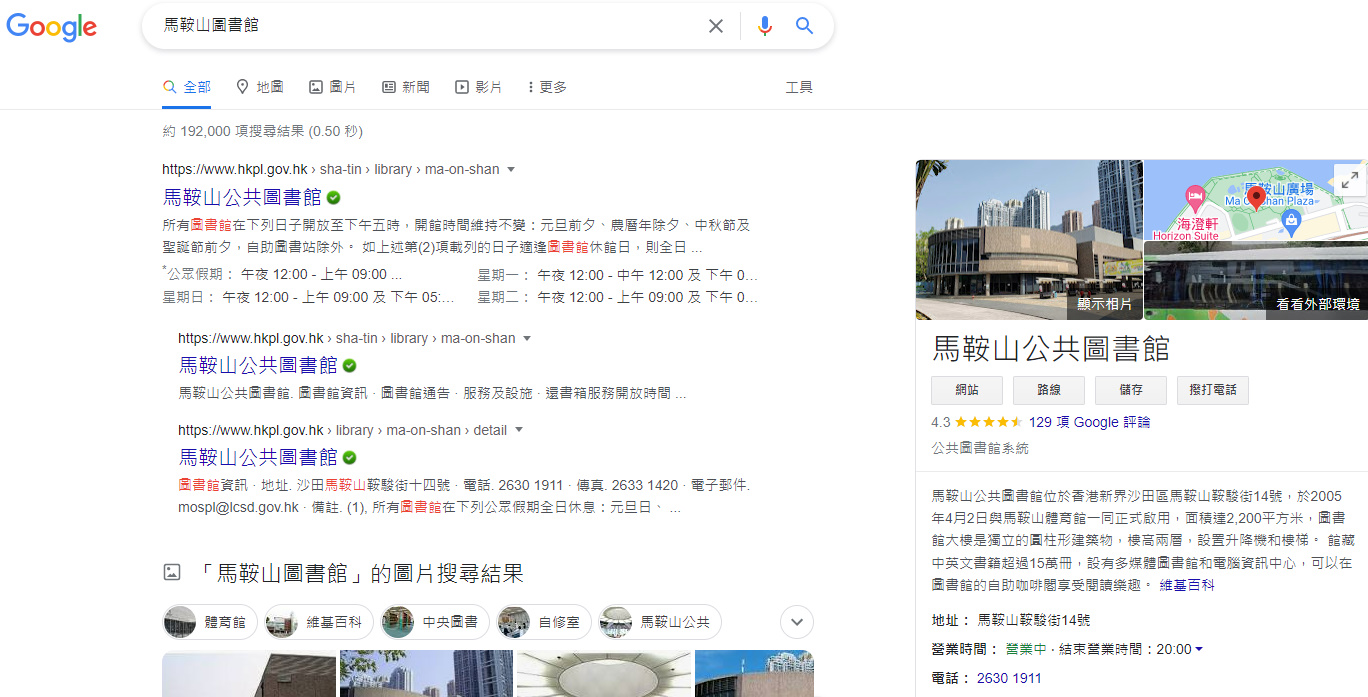 Google
馬鞍山圖書館
全部
地圖
圖片
新聞
影片
更多
工具
約 192,000 項搜尋結果 (0.50 秒)
https://www.hkpl.gov.hk › sha-tin › library › ma-on-shan
馬鞍山公共圖書館
所有圖書館在下列日子開放至下午五時，開館時間維持不變：元旦前夕、農曆年除夕、中秋節及
聖誕節前夕，自助圖書站除外。 如上述第(2)項載列的日子適逢圖書館休館日，則全日 ...
*公眾假期： 午夜 12:00 - 上午 09:00 ...
星期一： 午夜 12:00 - 中午 12:00 及 下午 0...
星期日： 午夜 12:00 - 上午 09:00 及 下午 05:...
星期二： 午夜 12:00 - 上午 09:00 及 下午 0...
https://www.hkpl.gov.hk › sha-tin › library › ma-on-shan
馬鞍山公共圖書館
馬鞍山公共圖書館. 圖書館資訊 · 圖書館通告 · 服務及設施 · 還書箱服務開放時間 ...
https://www.hkpl.gov.hk › library › ma-on-shan › detail
馬鞍山公共圖書館
圖書館資訊 · 地址. 沙田馬鞍山鞍駿街十四號 · 電話. 2630 1911 · 傳真. 2633 1420 · 電子郵件.
mospl@lcsd.gov.hk · 備註. (1), 所有圖書館在下列公眾假期全日休息：元旦日、 ...
「馬鞍山圖書館」的圖片搜尋結果
體育館
維基百科
中央圖書
自修室
馬鞍山公共
馬鞍山廣場
Ma On Shan Plaza
海澄軒
Horizon Suite
顯示相片
看看外部環境
馬鞍山公共圖書館
網站
路線
儲存
撥打電話
4.3 129 項 Google 評論
公共圖書館系統
馬鞍山公共圖書館位於香港新界沙田區馬鞍山鞍駿街14號，於2005
年4月2日與馬鞍山體育館一同正式啟用，面積達2,200平方米，圖書
館大樓是獨立的圓柱形建築物，樓高兩層，設置升降機和樓梯。 館藏
中英文書籍超過15萬冊，設有多媒體圖書館和電腦資訊中心，可以在
圖書館的自助咖啡閣享受閱讀樂趣。 維基百科
地址： 馬鞍山鞍駿街14號
營業時間： 營業中 · 結束營業時間：20:00
電話： 2630 1911